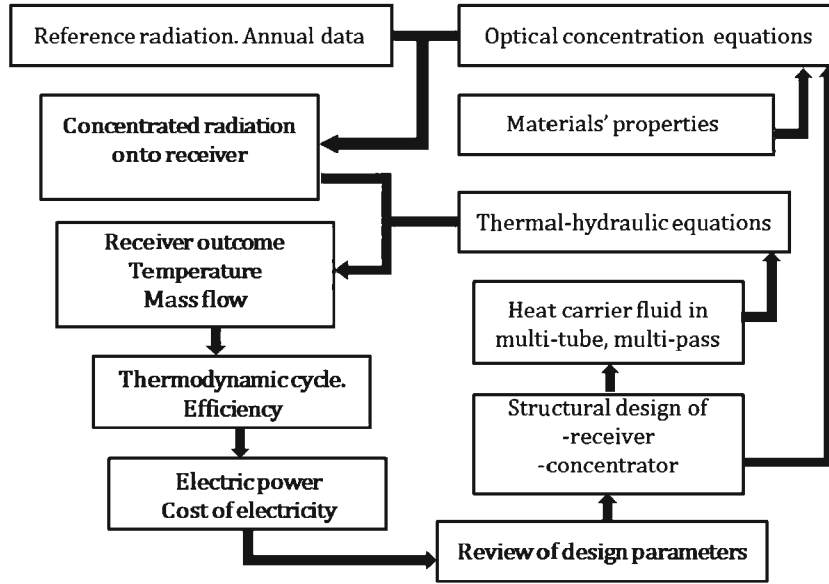 Reference radiation. Annual data
Optical concentration equations
Concentrated radiation
onto receiver
Materials' properties
Thermal-hydraulic equations
Receiver outcome
Temperature
Mass flow
Heat carrier fluid in
multi-tube, multi-pass
Thermodynamic cycle.
Efficiency
Structural design of
-receiver
-concentrator
Electric power
Cost of electricity
Review of design parameters